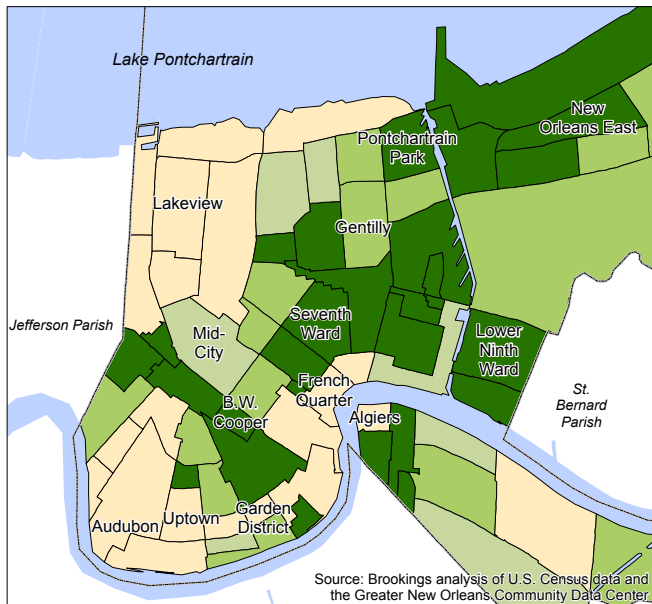 Lake Pontchartrain
New
Orleans East
Pontchartrain
Park
Lakeview
Gentilly
Jefferson Parish
Mid-
City
Seventh
Ward
Lower
Ninth
Ward
French
Quarter
B.W.
Cooper
Algiers
St.
Bernard
Parish
Audubon
Uptown
Garden
District
Source: Brookings analysis of U.S. Census data and
the Greater New Orleans Community Data Center